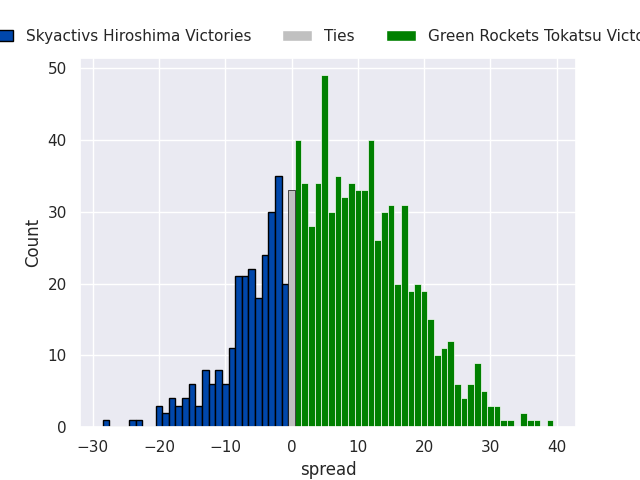 Skyactivs Hiroshima Victories Ties Green Rockets Tokatsu
50
40
30
20
10
0
Count
−30 −20 −10 0 10 20 30 40
spread